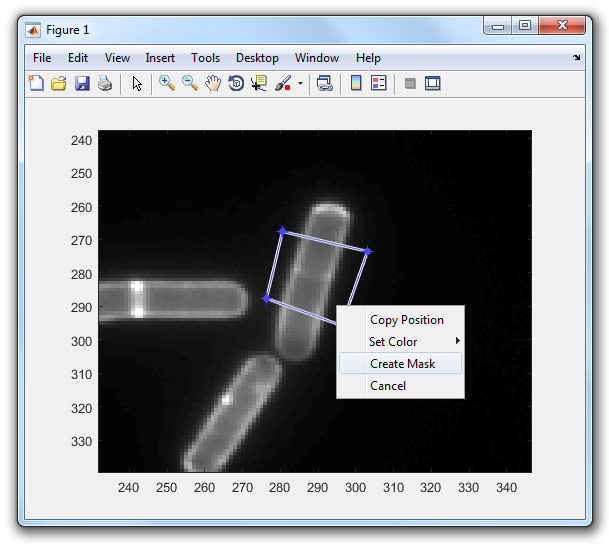 Figure 1
File Edit View Insert Tools Desktop Window Help
240
250
260
270
280
290
300
310
320
330
Copy Position
Set Color
Create Mask
Cancel
240 250 260 270 280 290 300 310 320 330 340